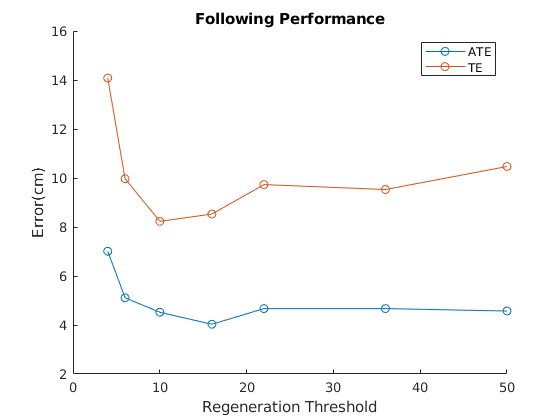 Following Performance
ATE
TE
16
14
12
10
8
6
4
2
Error(cm)
0
10
20
30
40
50
Regeneration Threshold